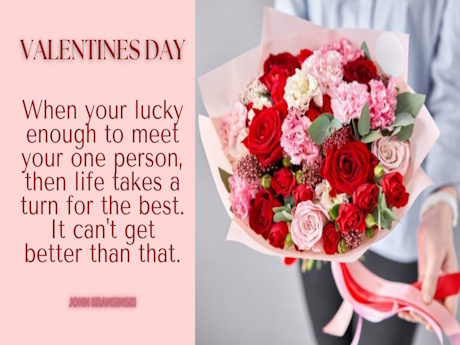 VALENTINES DAY
When your lucky
enough to meet
your one person,
then life takes a
turn for the best.
It can't get
better than that.
JOHN KRANSINSKI